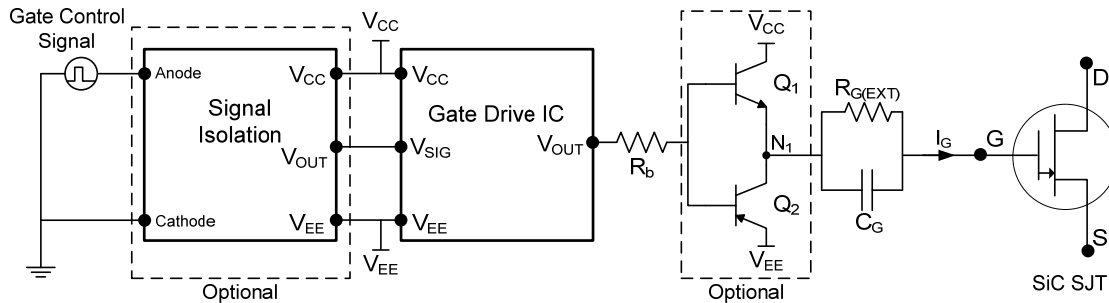 Gate Control
Signal
Anode
Cathode
Signal
Isolation
VCC
VOUT
VEE
Optional
VCC
VEE
VCC
VSIG
VEE
Gate Drive IC
VOUT
Rb
VCC
Q1
N1
Q2
VEE
Optional
RG(EXT)
CG
IG
G
D
S
SiC SJT